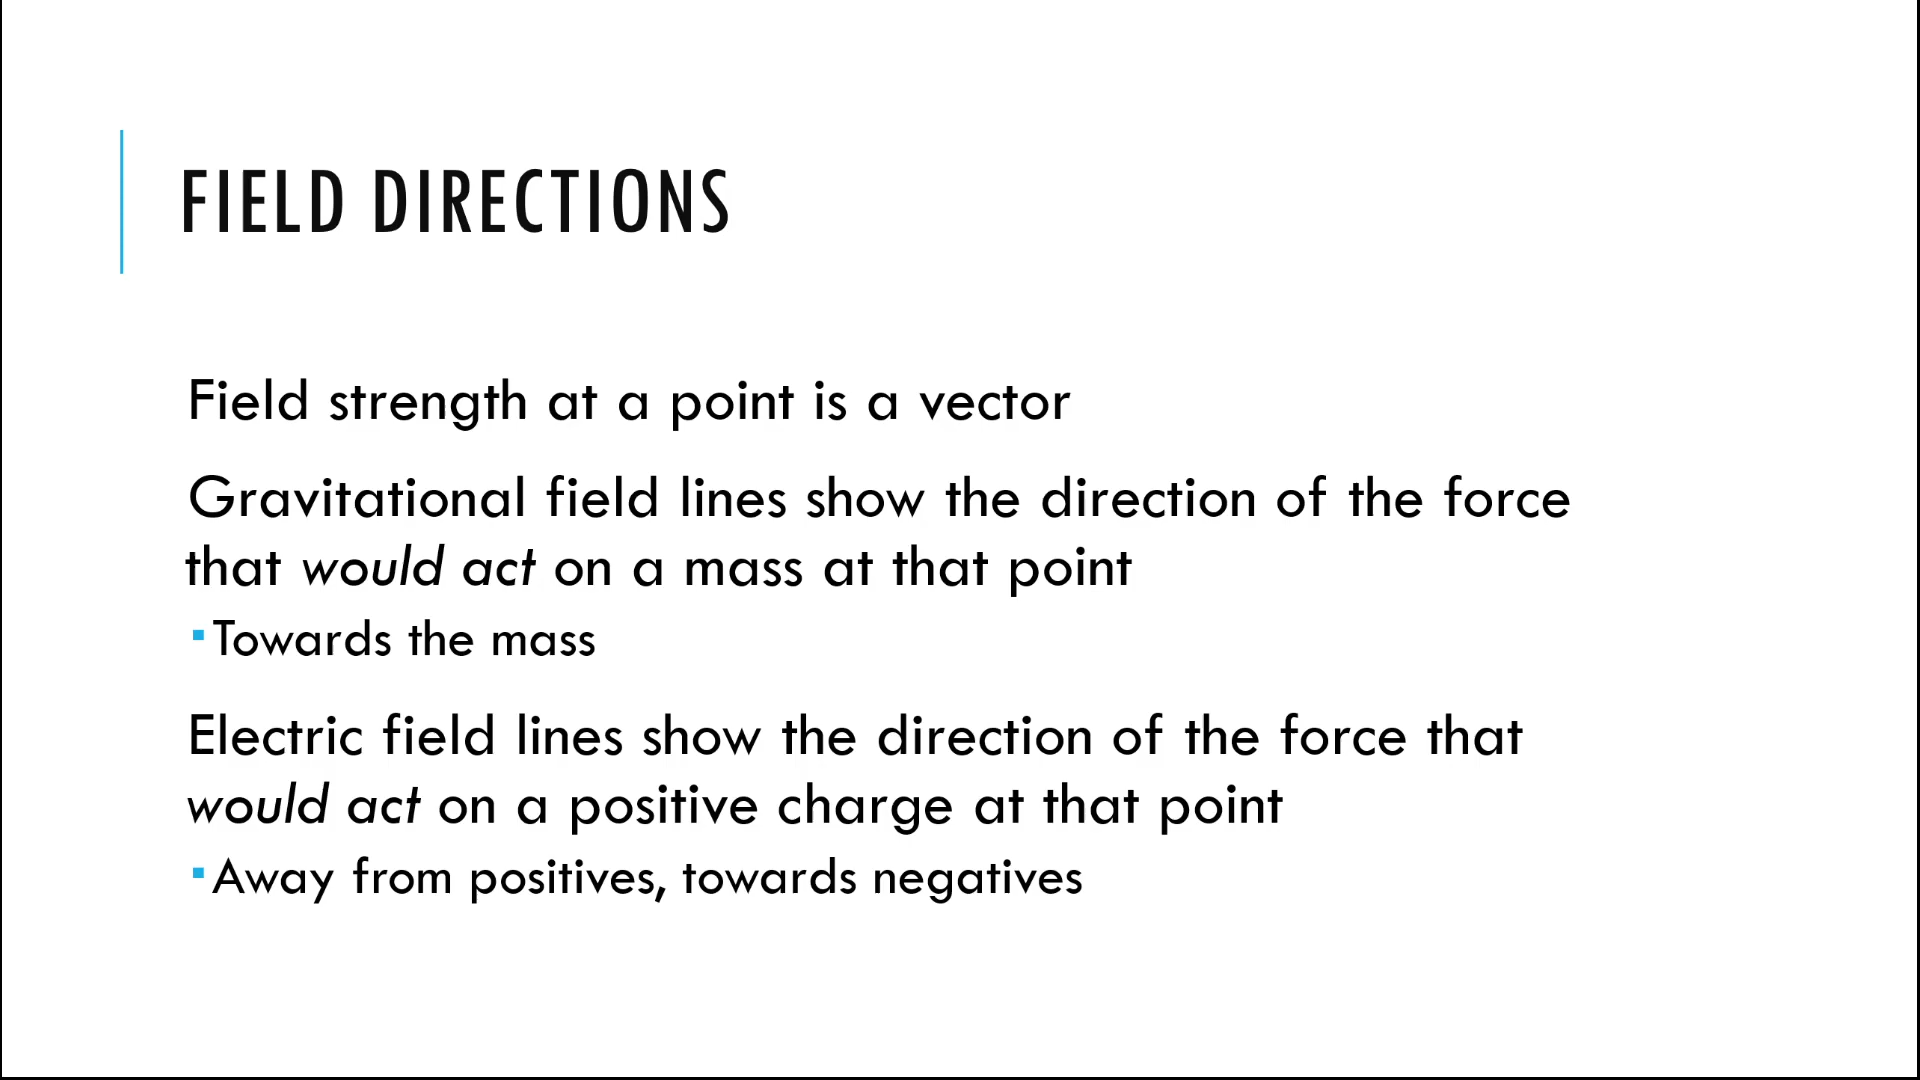 FIELD DIRECTIONS
Field strength at a point is a vector
Gravitational field lines show the direction of the force
that would act on a mass at that point
▪Towards the mass
Electric field lines show the direction of the force that
would act on a positive charge at that point
▪Away from positives, towards negatives